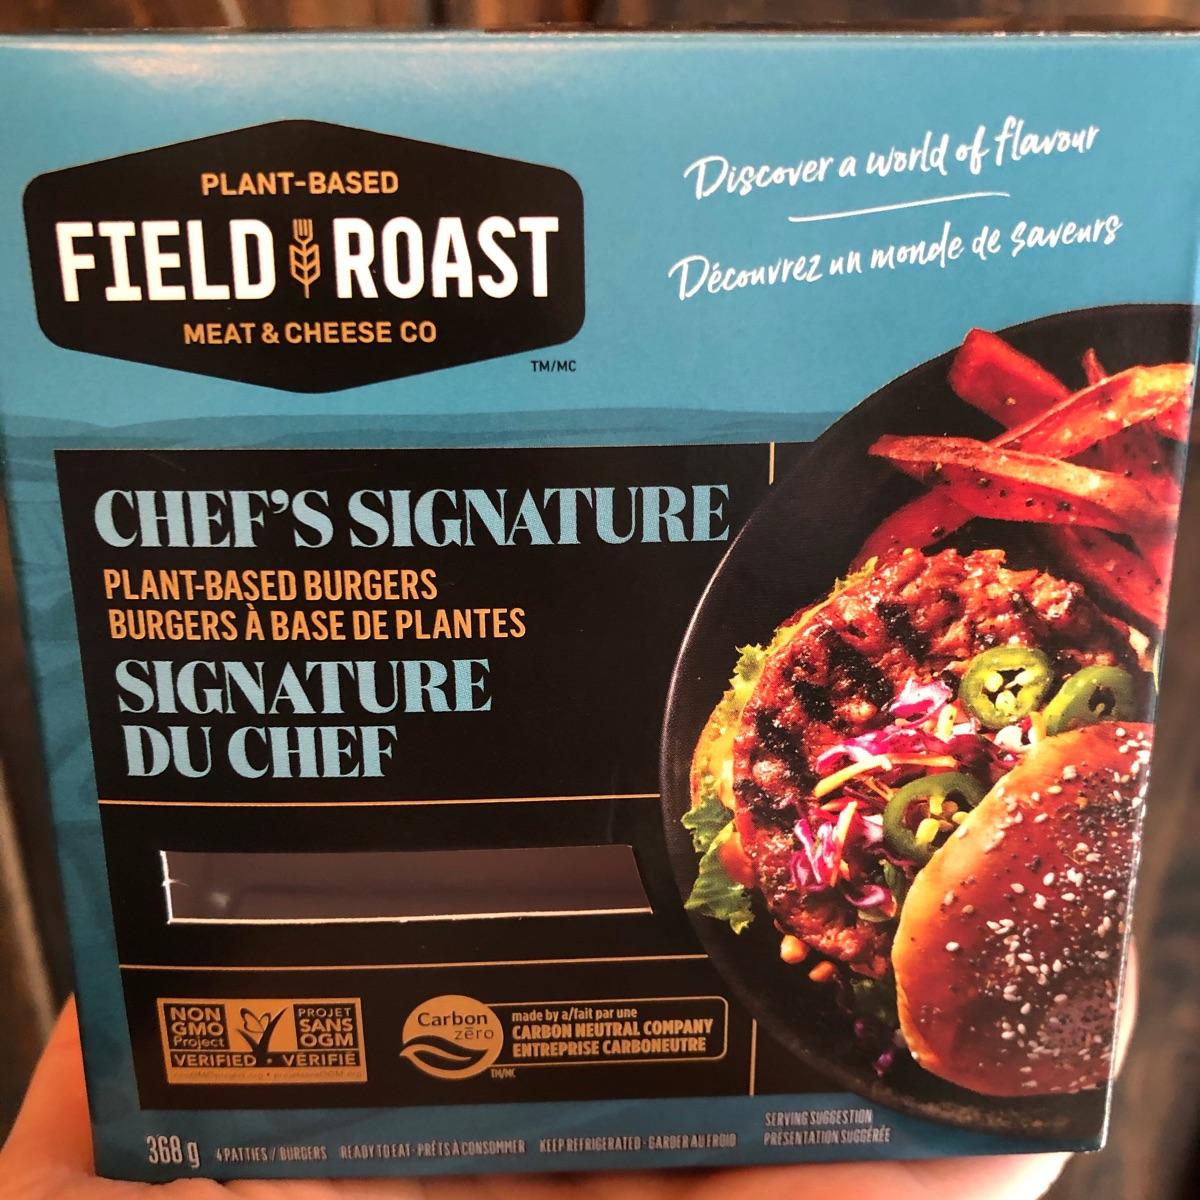 PLANT-BASED
FIELD ROAST
MEAT & CHEESE CO
TM/MC
Discover a world of flavour
Découvrez un monde de saveurs
CHEF'S SIGNATURE
PLANT-BASED BURGERS
BURGERS À BASE DE PLANTES
SIGNATURE
DU CHEF
NON
GMO
Project
VERIFIED
PROJET
SANS
OGM
VÉRIFIÉ
Carbon
zēro
TM/MC
made by a/fait par une
CARBON NEUTRAL COMPANY
ENTREPRISE CARBONEUTRE
SERVING SUGGESTION
PRÉSENTATION SUGGÉRÉE
368 g 4 PATTIES / BURGERS READY TO EAT • PRÊTS À CONSOMMER KEEP REFRIGERATED • GARDER AU FROID